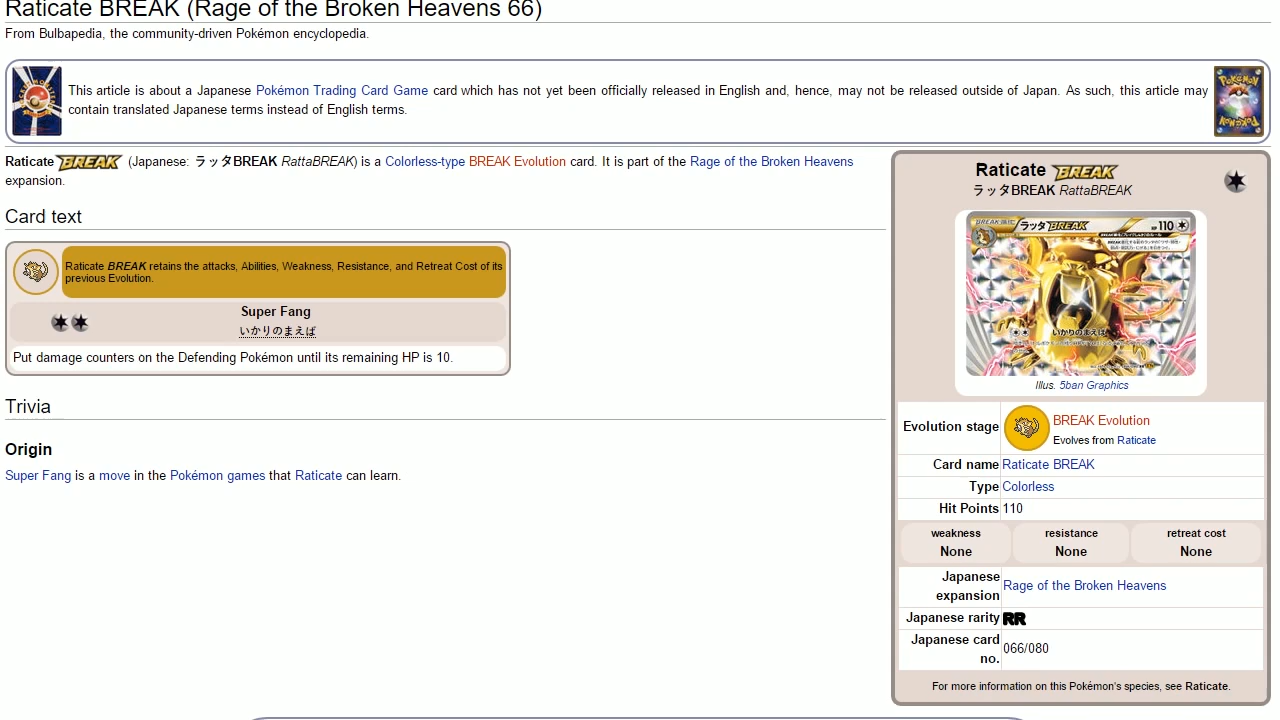 Raticate BREAK (Rage of the Broken Heavens 66)
From Bulbapedia, the community-driven Pokémon encyclopedia.
This article is about a Japanese Pokémon Trading Card Game card which has not yet been officially released in English and, hence, may not be released outside of Japan. As such, this article may
contain translated Japanese terms instead of English terms.
Raticate BREAK (Japanese: ラッタBREAK RattaBREAK) is a Colorless-type BREAK Evolution card. It is part of the Rage of the Broken Heavens
expansion.
Card text
Raticate BREAK retains the attacks, Abilities, Weakness, Resistance, and Retreat Cost of its
previous Evolution.
Super Fang
いかりのまえば
Put damage counters on the Defending Pokémon until its remaining HP is 10.
Trivia
Origin
Super Fang is a move in the Pokémon games that Raticate can learn.
Raticate BREAK
ラッタBREAK RattaBREAK
ラッタBREAK HP 110
いかりのまえば
Illus. 5ban Graphics
Evolution stage BREAK Evolution
Evolves from Raticate
Card name Raticate BREAK
Type Colorless
Hit Points 110
weakness resistance retreat cost
None None None
Japanese
expansion Rage of the Broken Heavens
Japanese rarity RR
Japanese card
no. 066/080
For more information on this Pokémon's species, see Raticate.